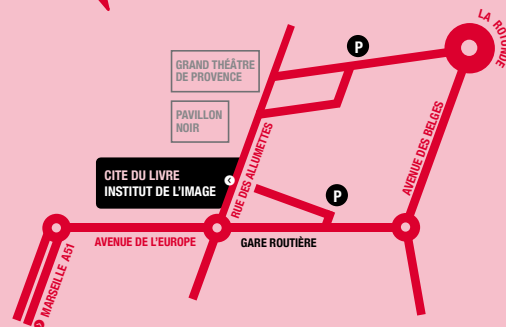 LA ROTONDE
P
GRAND THÉÂTRE
DE PROVENCE
PAVILLON
NOIR
RUE DES ALLUMETTES
AVENUE DES BELGES
CITE DU LIVRE
INSTITUT DE L'IMAGE
P
AVENUE DE L'EUROPE
GARE ROUTIÈRE
MARSEILLE A51